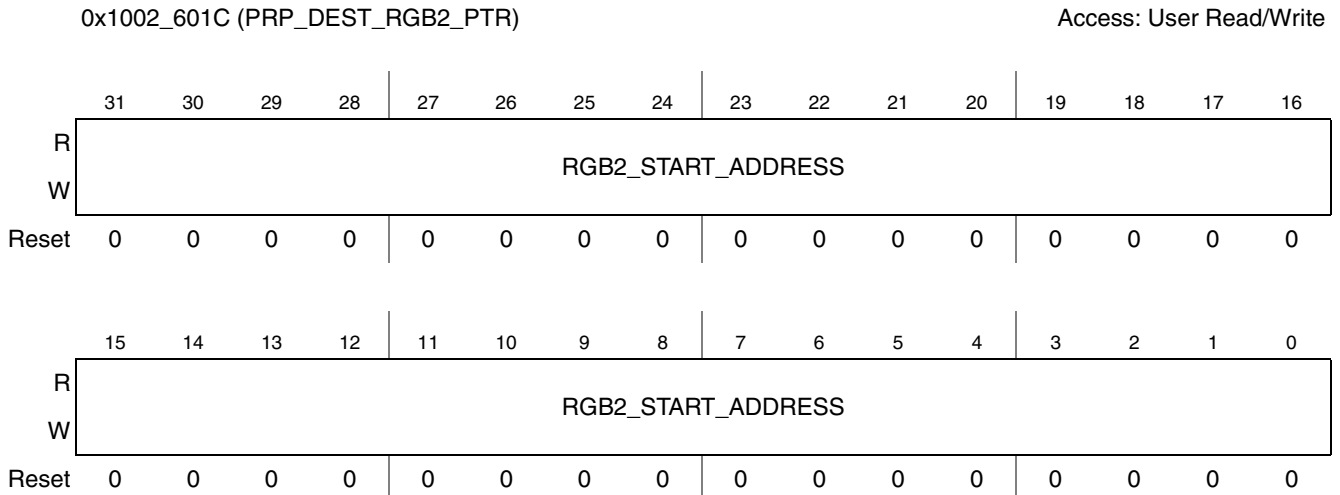 0x1002_601C (PRP_DEST_RGB2_PTR) Access: User Read/Write
31 30 29 28 27 26 25 24 23 22 21 20 19 18 17 16
R
RGB2_START_ADDRESS
W
Reset 0 0 0 0 0 0 0 0 0 0 0 0 0 0 0 0
15 14 13 12 11 10 9 8 7 6 5 4 3 2 1 0
R
RGB2_START_ADDRESS
W
Reset 0 0 0 0 0 0 0 0 0 0 0 0 0 0 0 0